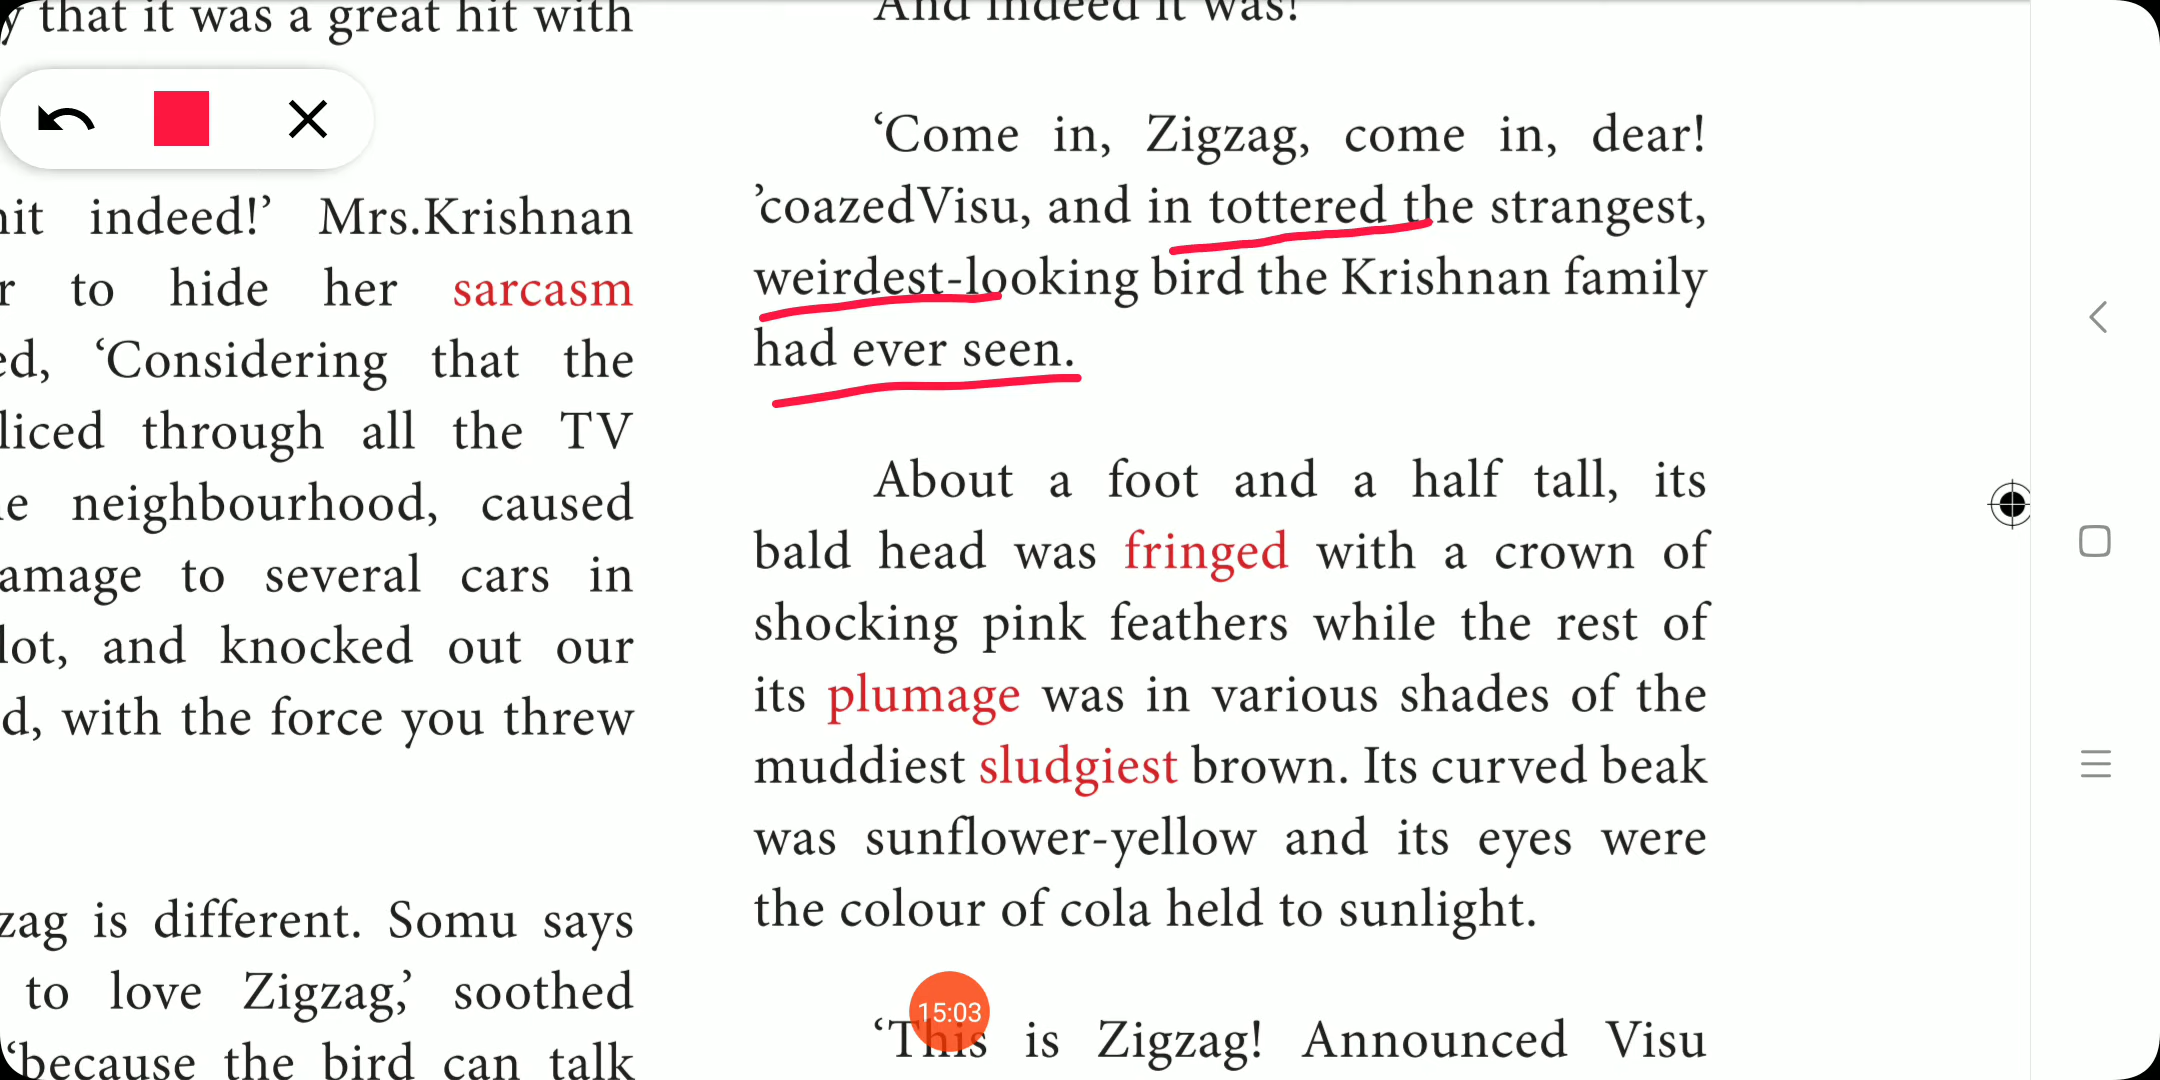 that it was a great hit with
indeed!’ Mrs.Krishnan
to hide her sarcasm
‘Considering that the
through all the TV
neighbourhood, caused
to several cars in
and knocked out our
with the force you threw
is different. Somu says
to love Zigzag,’ soothed
‘because the bird can talk
And indeed it was!
‘Come in, Zigzag, come in, dear!
’coazedVisu, and in tottered the strangest,
weirdest-looking bird the Krishnan family
had ever seen.
About a foot and a half tall, its
bald head was fringed with a crown of
shocking pink feathers while the rest of
its plumage was in various shades of the
muddiest sludgiest brown. Its curved beak
was sunflower-yellow and its eyes were
the colour of cola held to sunlight.
15:03
‘This is Zigzag! Announced Visu